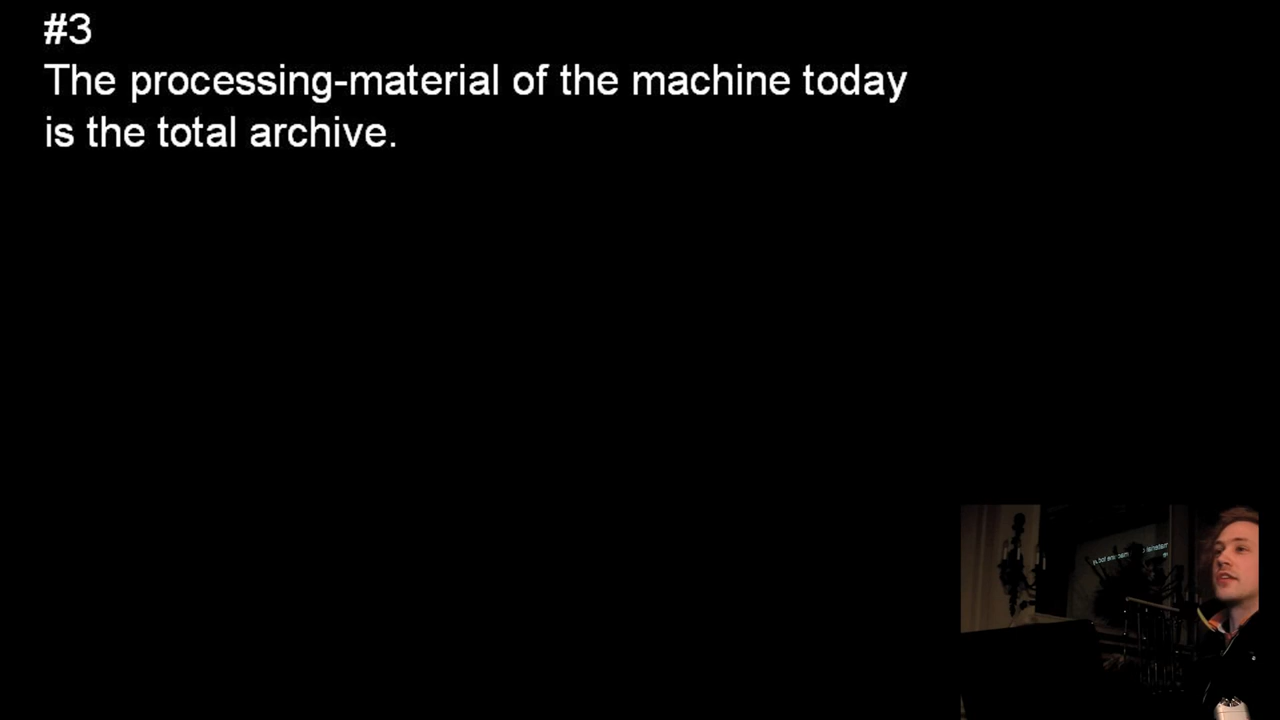 #3
The processing-material of the machine today
is the total archive.